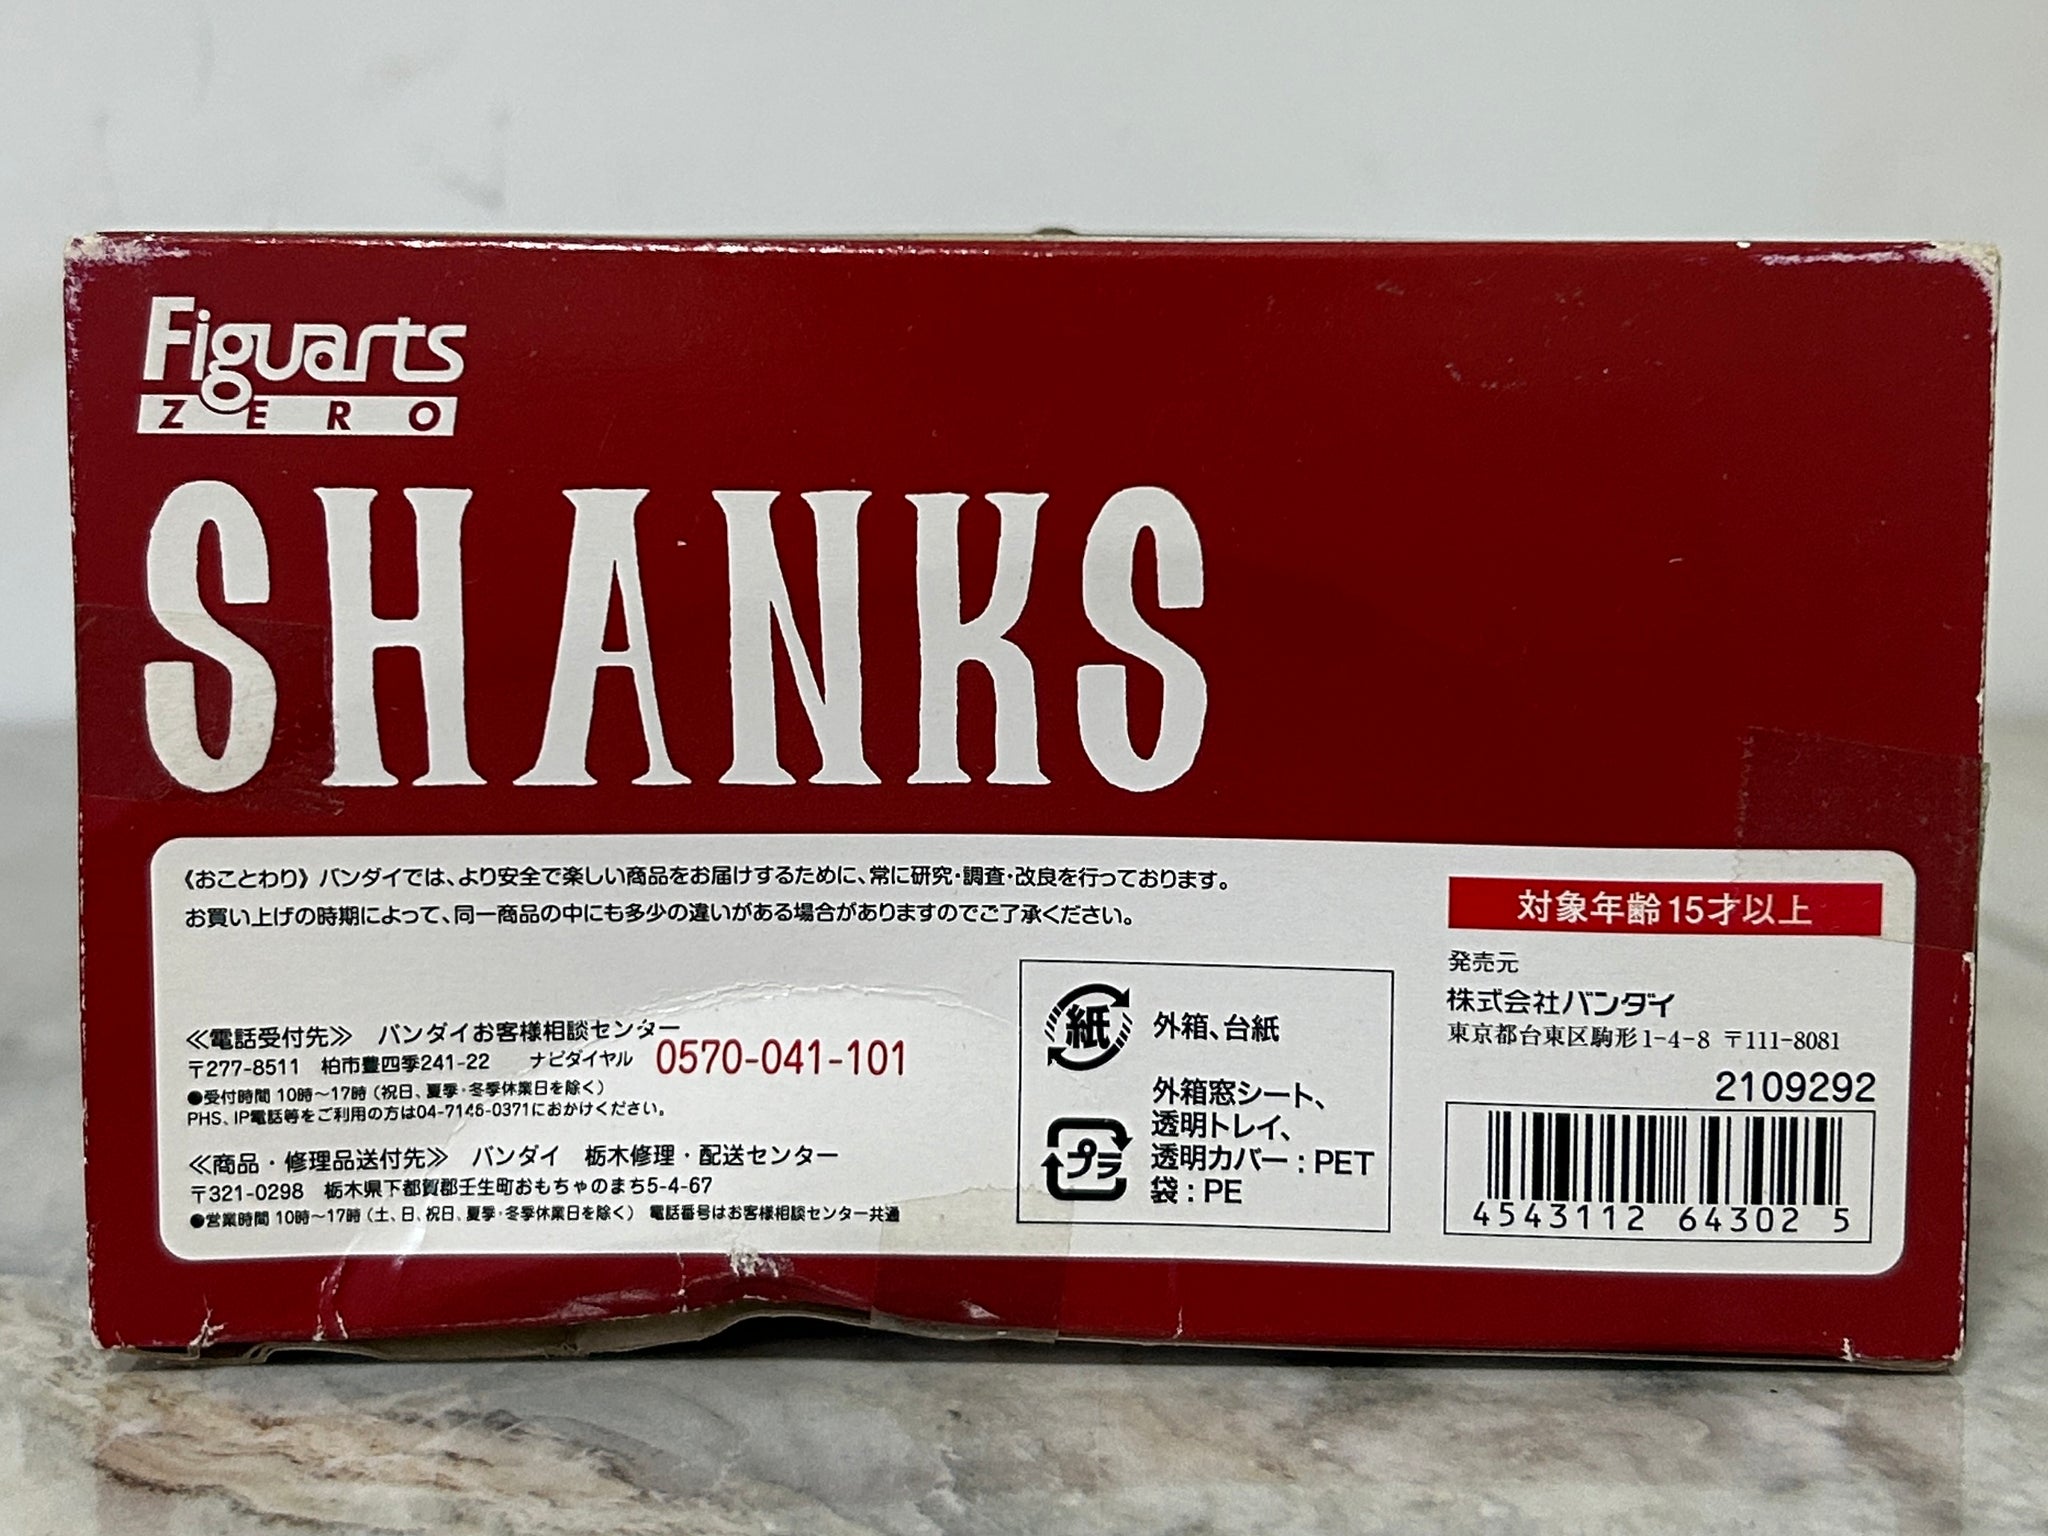 Figuarts
ZERO
SHANKS
《おことわり》バンダイでは、より安全で楽しい商品をお届けするために、常に研究・調査・改良を行っております。
お買い上げの時期によって、同一商品の中にも多少の違いがある場合がありますのでご了承ください。
≪電話受付先≫ バンダイお客様相談センター
〒277-8511 柏市豊四季241-22 ナビダイヤル 0570-041-101
●受付時間 10時～17時（祝日、夏季・冬季休業日を除く）
PHS、IP電話等をご利用の方は04-7146-0371におかけください。
≪商品・修理品送付先≫ バンダイ 栃木修理・配送センター
〒321-0298 栃木県下都賀郡壬生町おもちゃのまち5-4-67
●営業時間 10時～17時（土、日、祝日、夏季・冬季休業日を除く） 電話番号はお客様相談センター共通
紙 外箱、台紙
プラ
外箱窓シート、
透明トレイ、
透明カバー：PET
袋：PE
対象年齢15才以上
発売元
株式会社バンダイ
東京都台東区駒形1-4-8 〒111-8081
2109292
4543112 64302 5